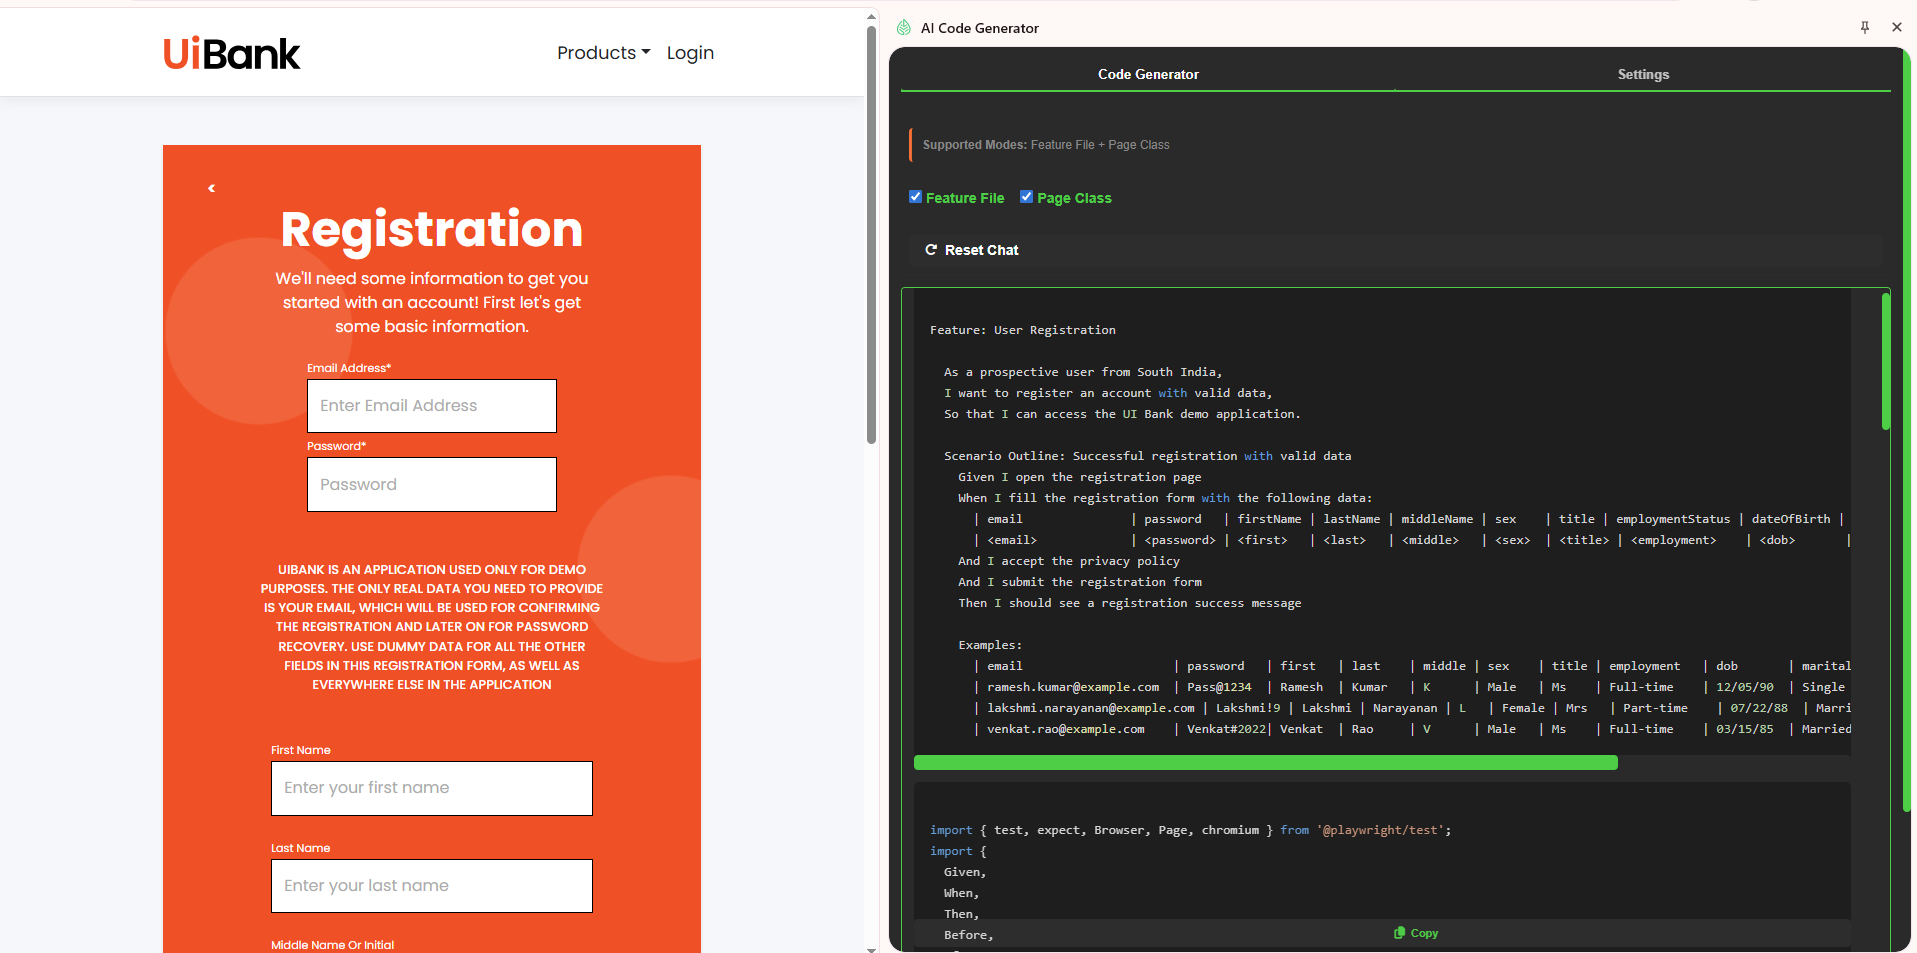 UiBank
Products
Login
<
Registration
We'll need some information to get you
started with an account! First let's get
some basic information.
Email Address*
Enter Email Address
Password*
Password
UIBANK IS AN APPLICATION USED ONLY FOR DEMO
PURPOSES. THE ONLY REAL DATA YOU NEED TO PROVIDE
IS YOUR EMAIL, WHICH WILL BE USED FOR CONFIRMING
THE REGISTRATION AND LATER ON FOR PASSWORD
RECOVERY. USE DUMMY DATA FOR ALL THE OTHER
FIELDS IN THIS REGISTRATION FORM, AS WELL AS
EVERYWHERE ELSE IN THE APPLICATION
First Name
Enter your first name
Last Name
Enter your last name
Middle Name Or Initial
AI Code Generator
Code Generator
Settings
Supported Modes: Feature File + Page Class
Feature File
Page Class
Reset Chat
Feature: User Registration
As a prospective user from South India,
I want to register an account with valid data,
So that I can access the UI Bank demo application.
Scenario Outline: Successful registration with valid data
Given I open the registration page
When I fill the registration form with the following data:
| email | password | firstName | lastName | middleName | sex | title | employmentStatus | dateOfBirth |
| <email> | <password> | <first> | <last> | <middle> | <sex> | <title> | <employment> | <dob> |
And I accept the privacy policy
And I submit the registration form
Then I should see a registration success message
Examples:
| email | password | first | last | middle | sex | title | employment | dob | marital
| ramesh.kumar@example.com | Pass@1234 | Ramesh | Kumar | K | Male | Ms | Full-time | 12/05/90 | Single
| lakshmi.narayanan@example.com | Lakshmi!9 | Lakshmi | Narayanan | L | Female | Mrs | Part-time | 07/22/88 | Marri
| venkat.rao@example.com | Venkat#2022| Venkat | Rao | V | Male | Ms | Full-time | 03/15/85 | Married
import { test, expect, Browser, Page, chromium } from '@playwright/test';
import {
Given,
When,
Then,
Before,
Copy